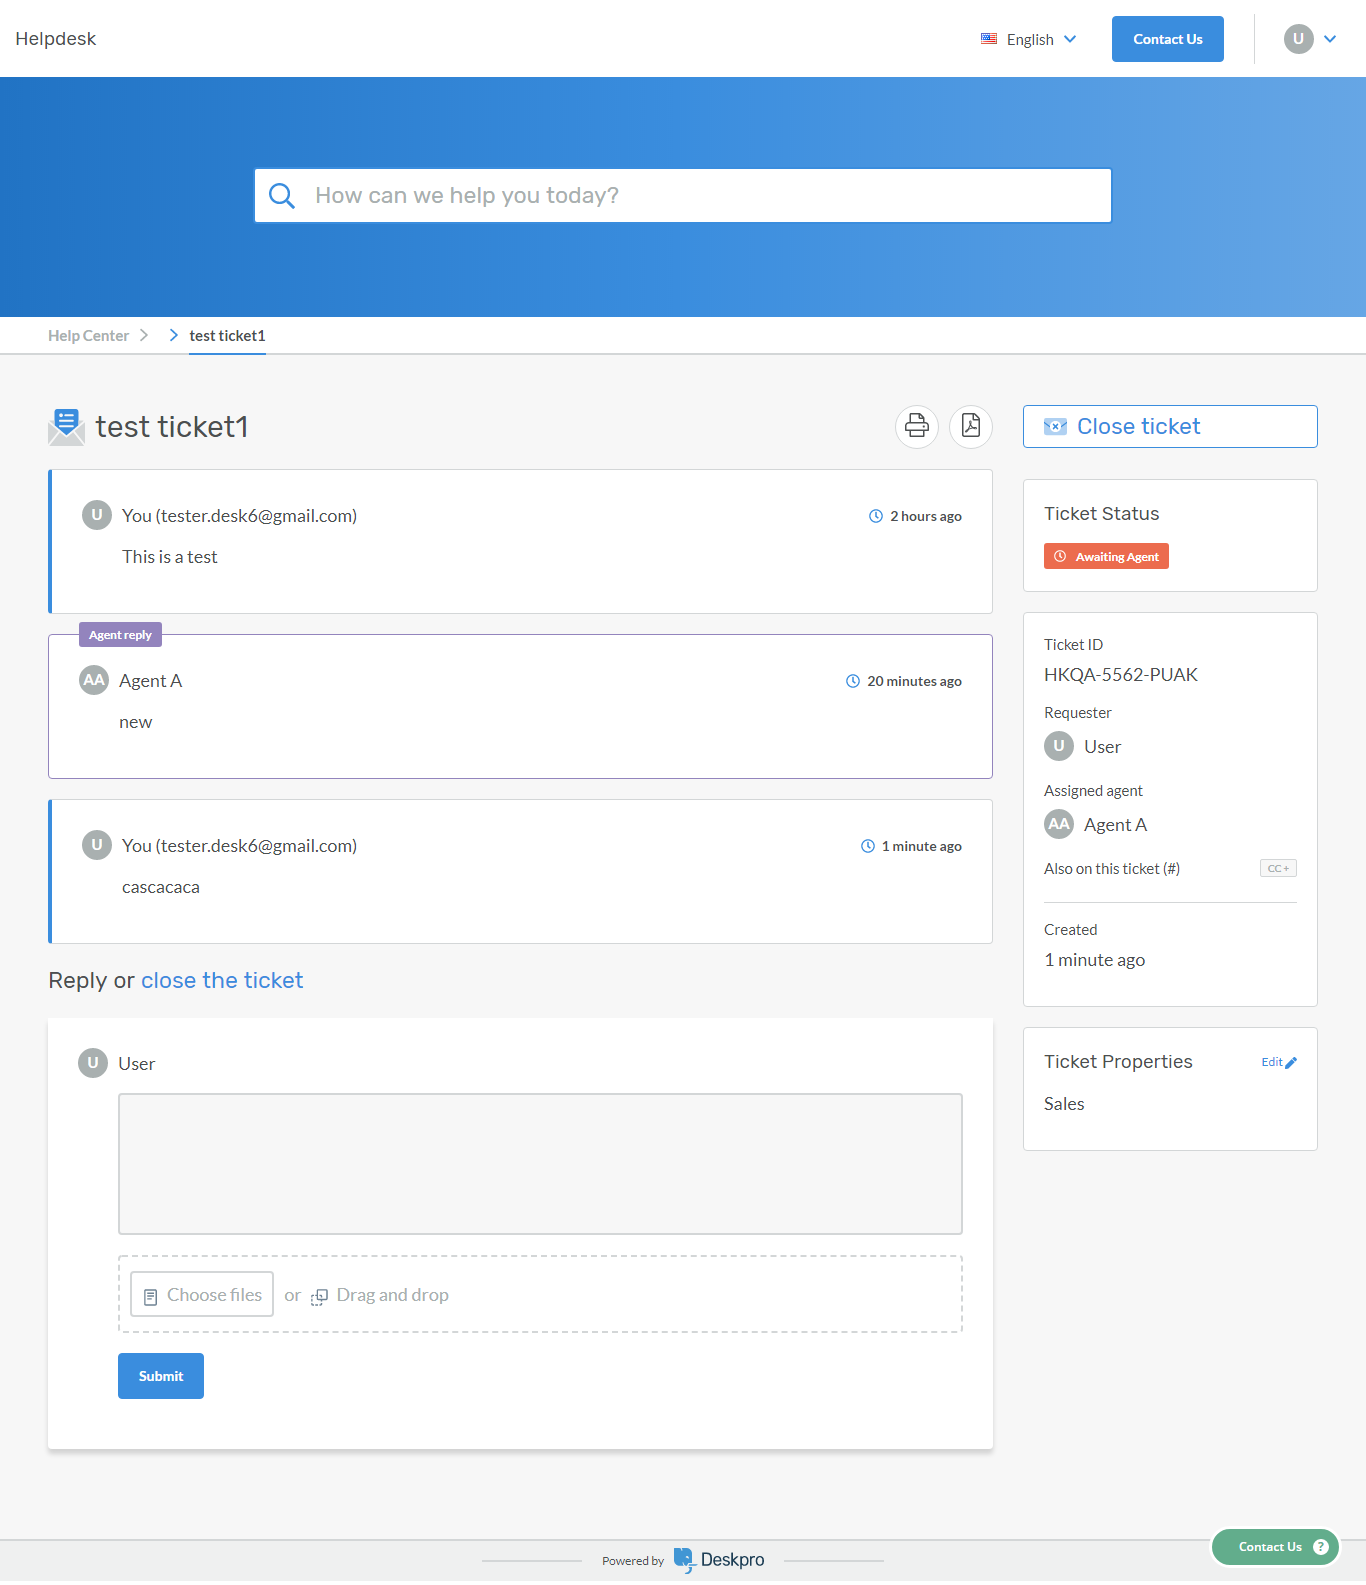 Helpdesk
English
Contact Us
U
How can we help you today?
Help Center
test ticket1
test ticket1
U
You (tester.desk6@gmail.com)
2 hours ago
This is a test
Agent reply
AA
Agent A
20 minutes ago
new
U
You (tester.desk6@gmail.com)
1 minute ago
cascacaca
Reply or close the ticket
U
User
Choose files or Drag and drop
Submit
Close ticket
Ticket Status
Awaiting Agent
Ticket ID
HKQA-5562-PUAK
Requester
U
User
Assigned agent
AA
Agent A
Also on this ticket (#)
CC +
Created
1 minute ago
Ticket Properties
Edit
Sales
Powered by Deskpro
Contact Us ?